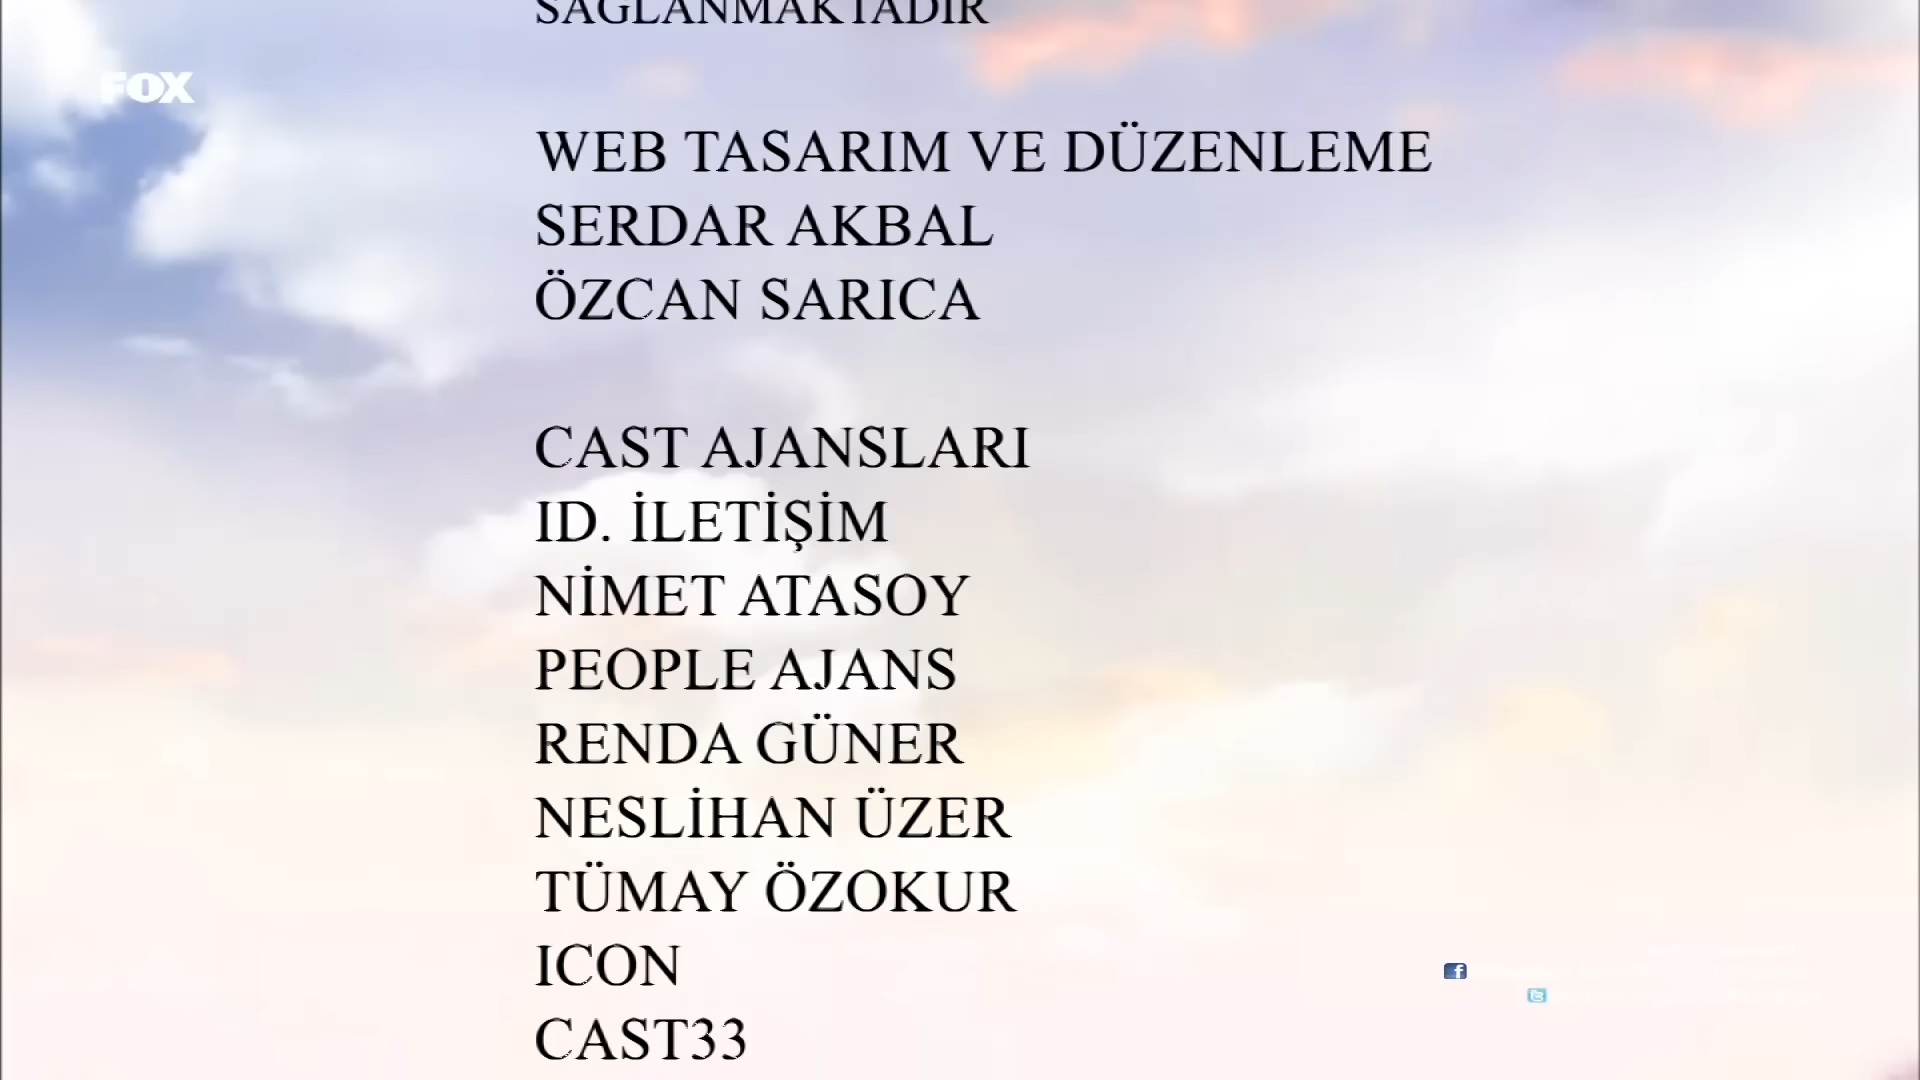 SAĞLANMAKTADIR
FOX
WEB TASARIM VE DÜZENLEME
SERDAR AKBAL
ÖZCAN SARICA
CAST AJANSLARI
ID. İLETİŞİM
NİMET ATASOY
PEOPLE AJANS
RENDA GÜNER
NESLİHAN ÜZER
TÜMAY ÖZOKUR
ICON
CAST33